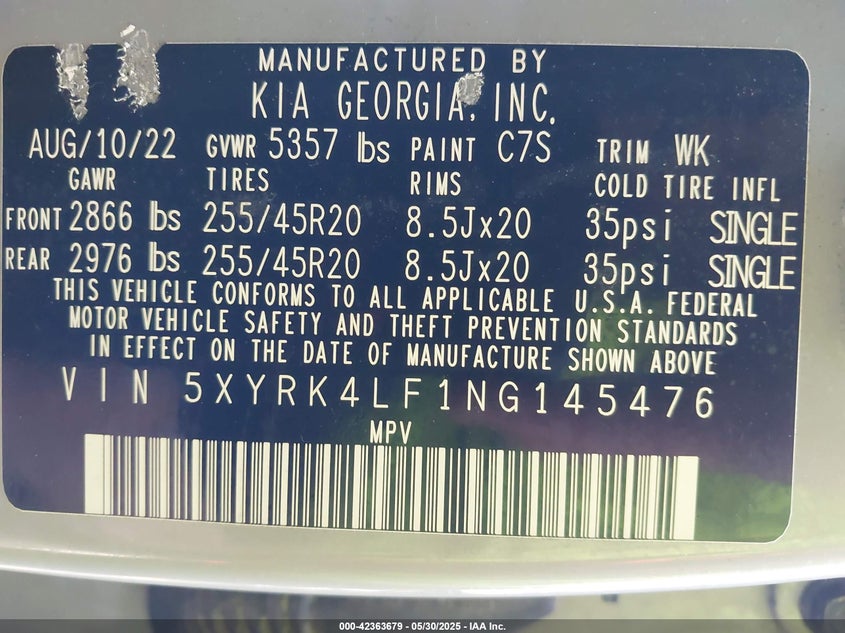 MANUFACTURED BY
KIA GEORGIA, INC.
AUG/10/22 GVWR 5357 lbs PAINT C7S TRIM WK
GAWR TIRES RIMS COLD TIRE INFL
FRONT 2866 lbs 255/45R20 8.5Jx20 35psi SINGLE
REAR 2976 lbs 255/45R20 8.5Jx20 35psi SINGLE
THIS VEHICLE CONFORMS TO ALL APPLICABLE U.S.A. FEDERAL
MOTOR VEHICLE SAFETY AND THEFT PREVENTION STANDARDS
IN EFFECT ON THE DATE OF MANUFACTURE SHOWN ABOVE
VIN 5XYRK4LF1NG145476
MPV
000-42363679 - 05/30/2025 - IAA Inc.